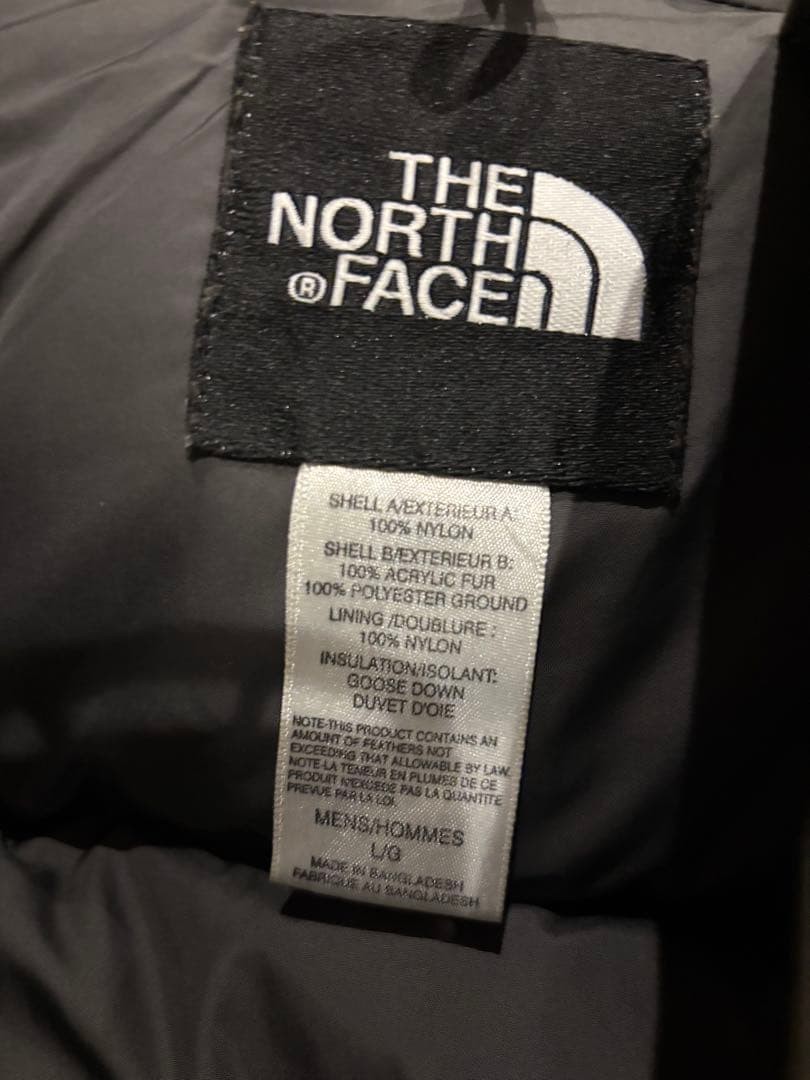 THE
NORTH
®FACE
SHELL A/EXTERIEUR A:
100% NYLON
SHELL B/EXTERIEUR B:
100% ACRYLIC FUR
100% POLYESTER GROUND
LINING /DOUBLURE :
100% NYLON
INSULATION/ISOLANT:
GOOSE DOWN
DUVET D'OIE
NOTE-THIS PRODUCT CONTAINS AN
AMOUNT OF FEATHERS NOT
EXCEEDING THAT ALLOWABLE BY LAW.
NOTE-LA TENEUR EN PLUMES DE CE
PRODUIT N'EXCEDE PAS LA QUANTITE
PREVUE PAR LA LOI.
MENS/HOMMES
L/G
MADE IN BANGLADESH
FABRIQUE AU BANGLADESH